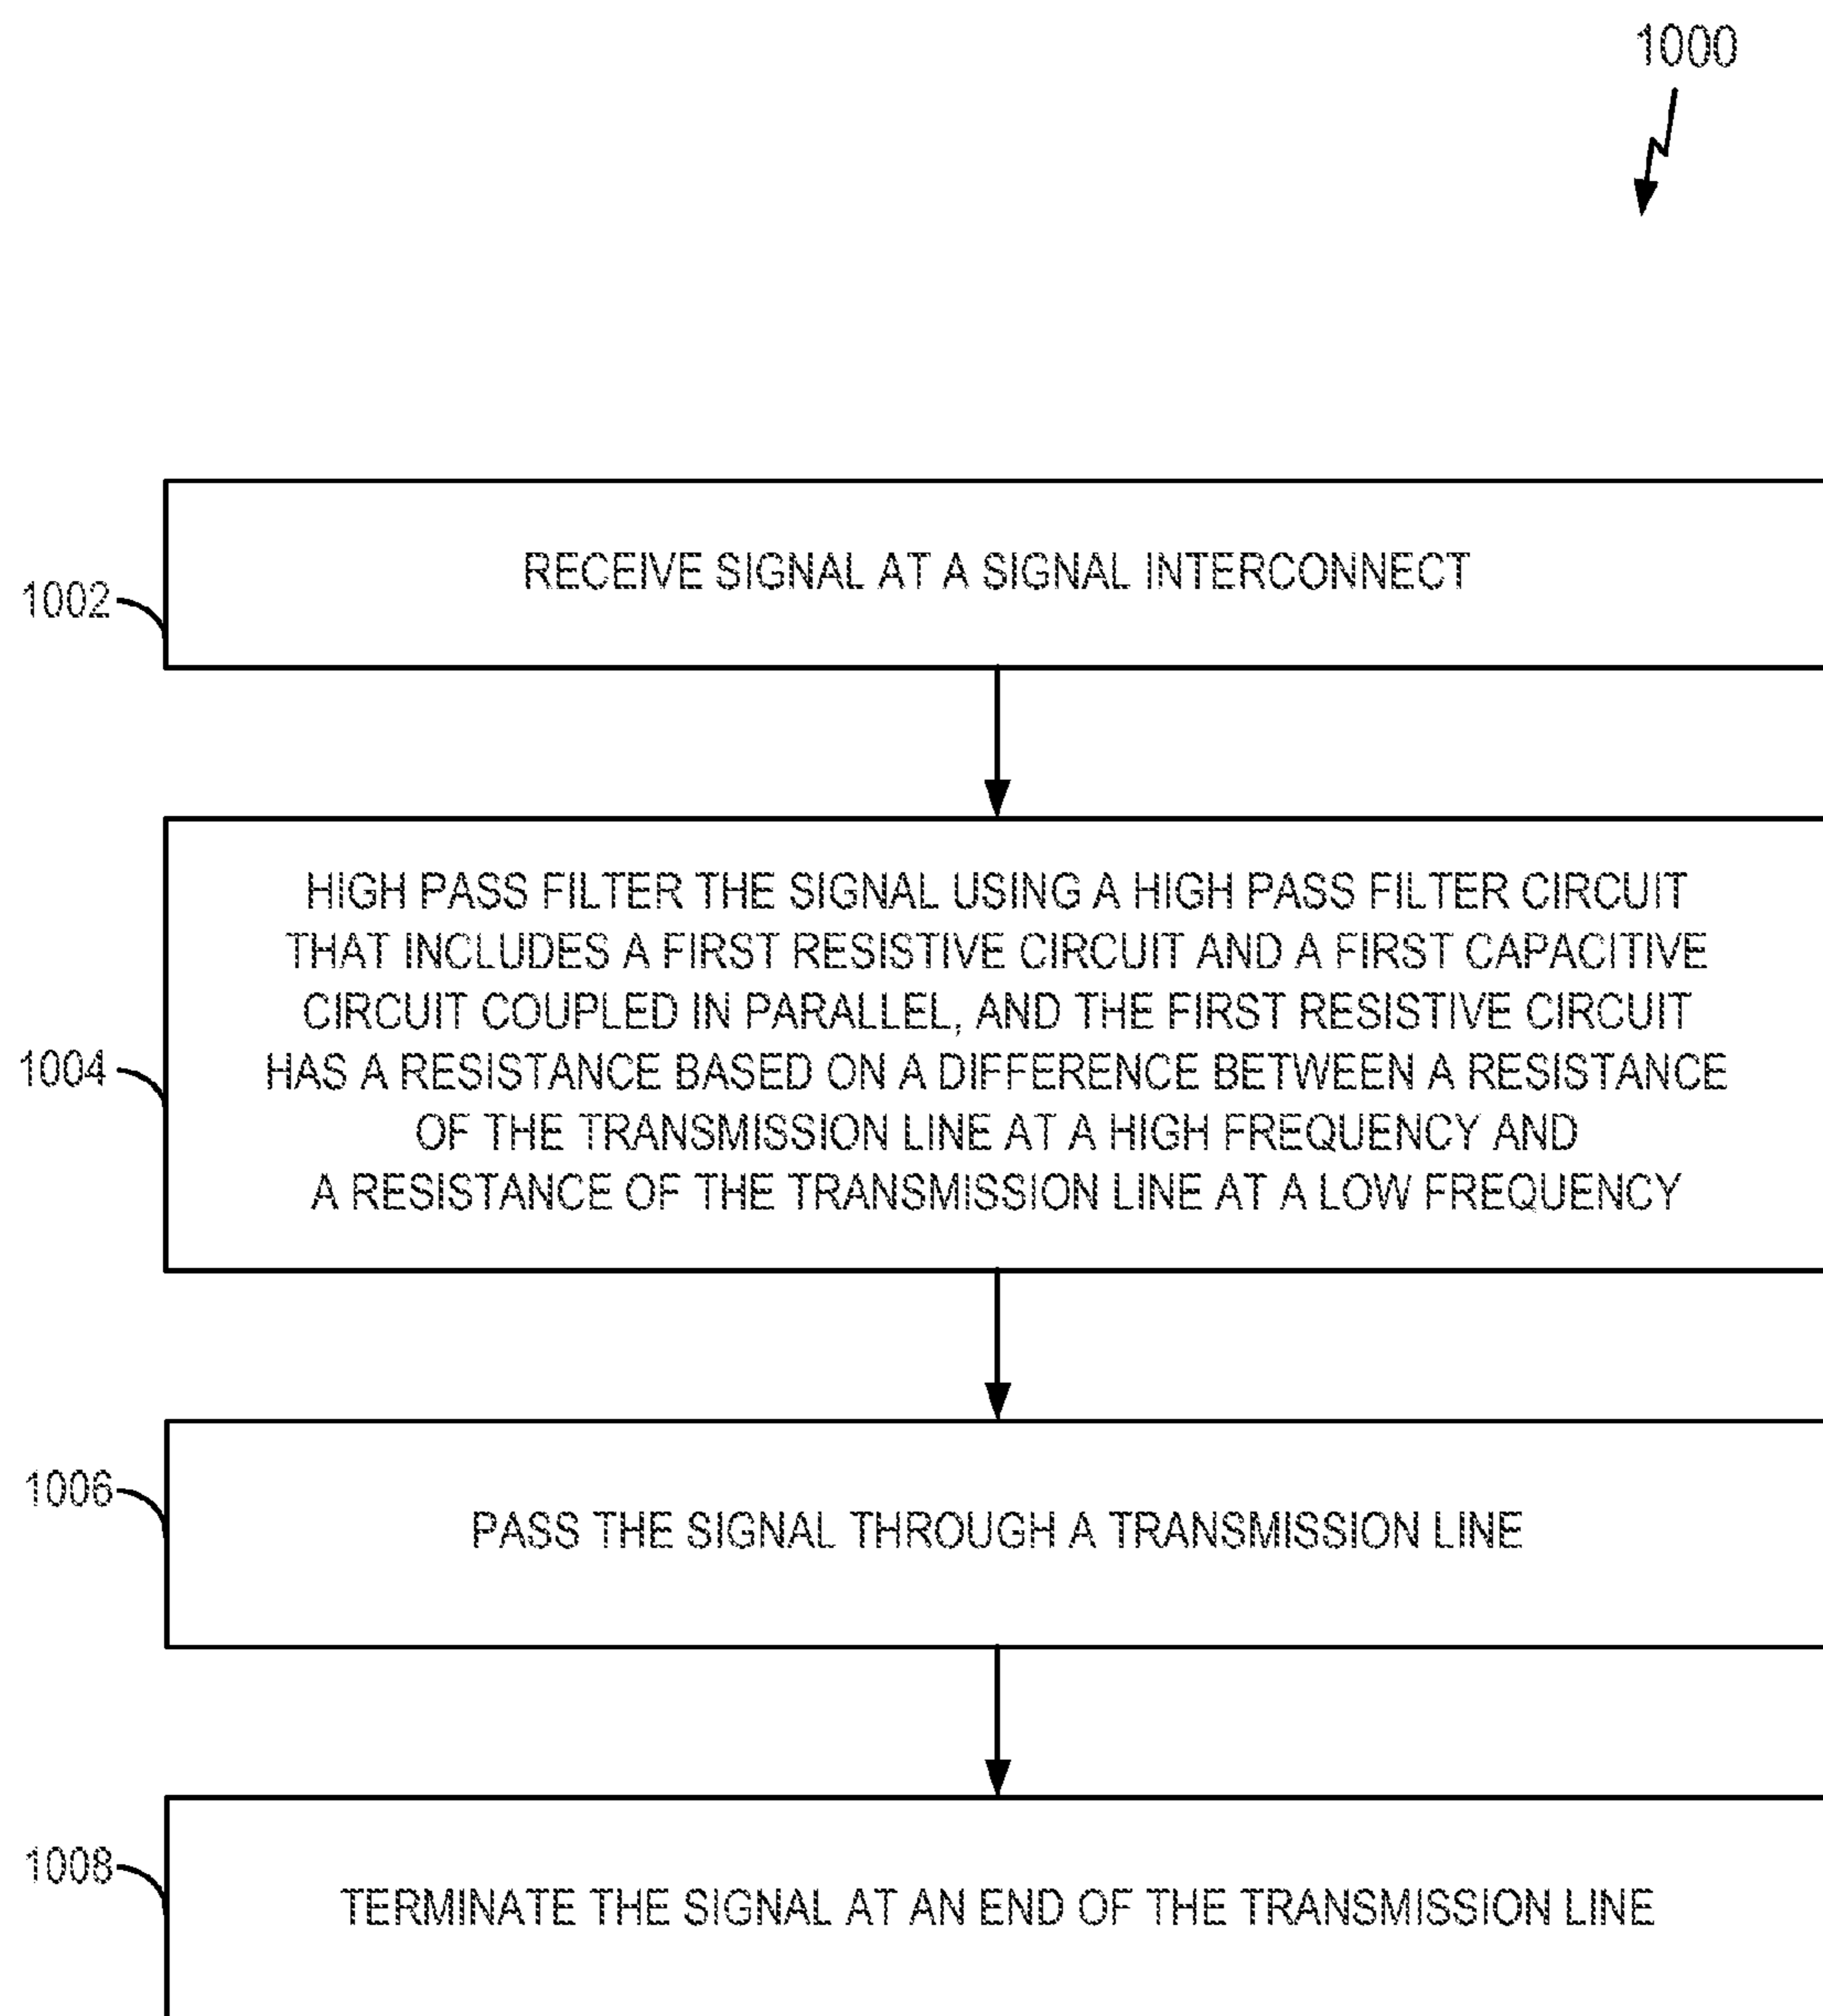 1000
RECEIVE SIGNAL AT A SIGNAL INTERCONNECT
1002
HIGH PASS FILTER THE SIGNAL USING A HIGH PASS FILTER CIRCUIT
THAT INCLUDES A FIRST RESISTIVE CIRCUIT AND A FIRST CAPACITIVE
CIRCUIT COUPLED IN PARALLEL, AND THE FIRST RESISTIVE CIRCUIT
HAS A RESISTANCE BASED ON A DIFFERENCE BETWEEN A RESISTANCE
OF THE TRANSMISSION LINE AT A HIGH FREQUENCY AND
A RESISTANCE OF THE TRANSMISSION LINE AT A LOW FREQUENCY
1004
PASS THE SIGNAL THROUGH A TRANSMISSION LINE
1006
TERMINATE THE SIGNAL AT AN END OF THE TRANSMISSION LINE
1008